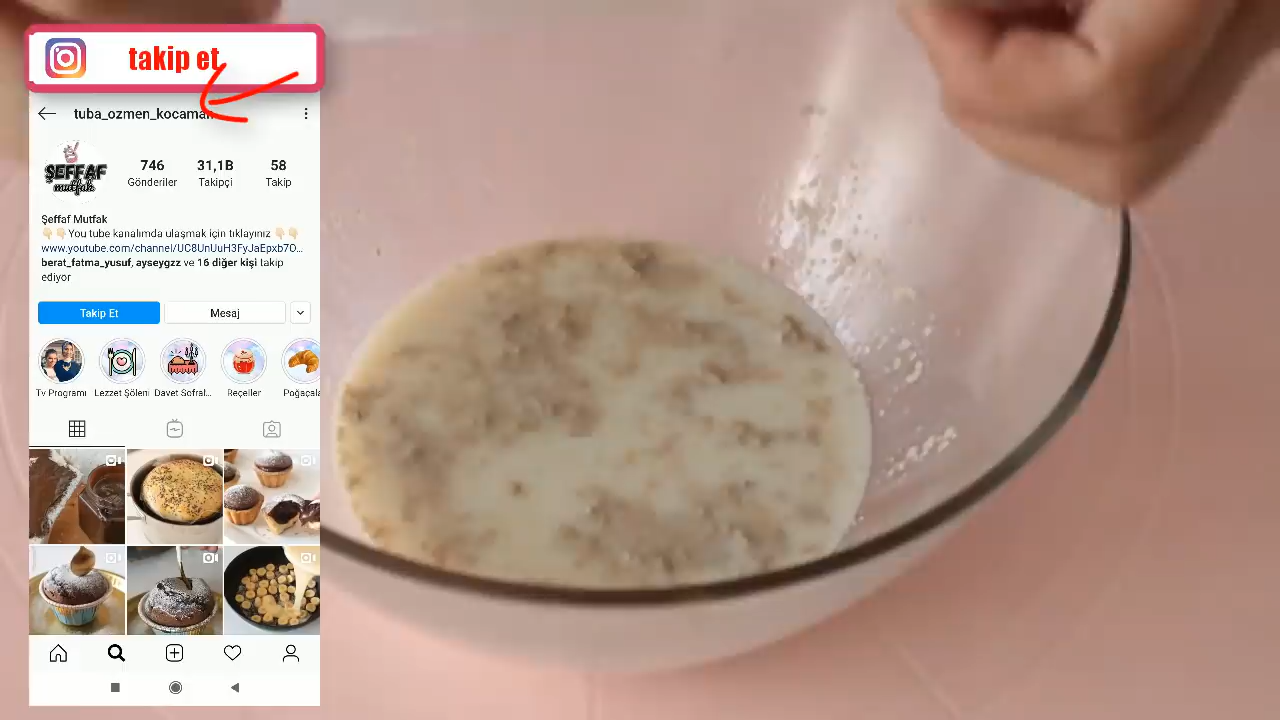 takip et
tuba_ozmen_kocaman
746
31,1B
58
Gönderiler
Takipçi
Takip
ŞEFFAF
mutfak
Şeffaf Mutfak
You tube kanalımda ulaşmak için tıklayınız
www.youtube.com/channel/UC8UnUuH3FyJaEpxb7O...
berat_fatma_yusuf, ayseygzz ve 16 diğer kişi takip
ediyor
Takip Et
Mesaj
Tv Programı
Lezzet Şöleni
Davet Sofral...
Reçeller
Poğaçala